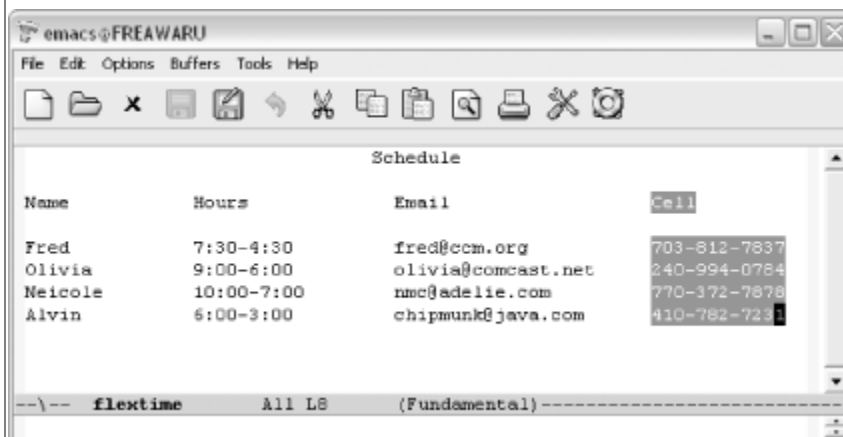 emacs@FREAWARU
File Edit Options Buffers Tools Help
Schedule
Name Hours Email Cell
Fred 7:30-4:30 fred@ccm.org 703-812-7837
Olivia 9:00-6:00 olivia@comcast.net 240-994-0784
Neicole 10:00-7:00 nmc@adelie.com 770-372-7878
Alvin 6:00-3:00 chipmunk@java.com 410-782-7231
--\-- flextime All L8 (Fundamental)----------------------------